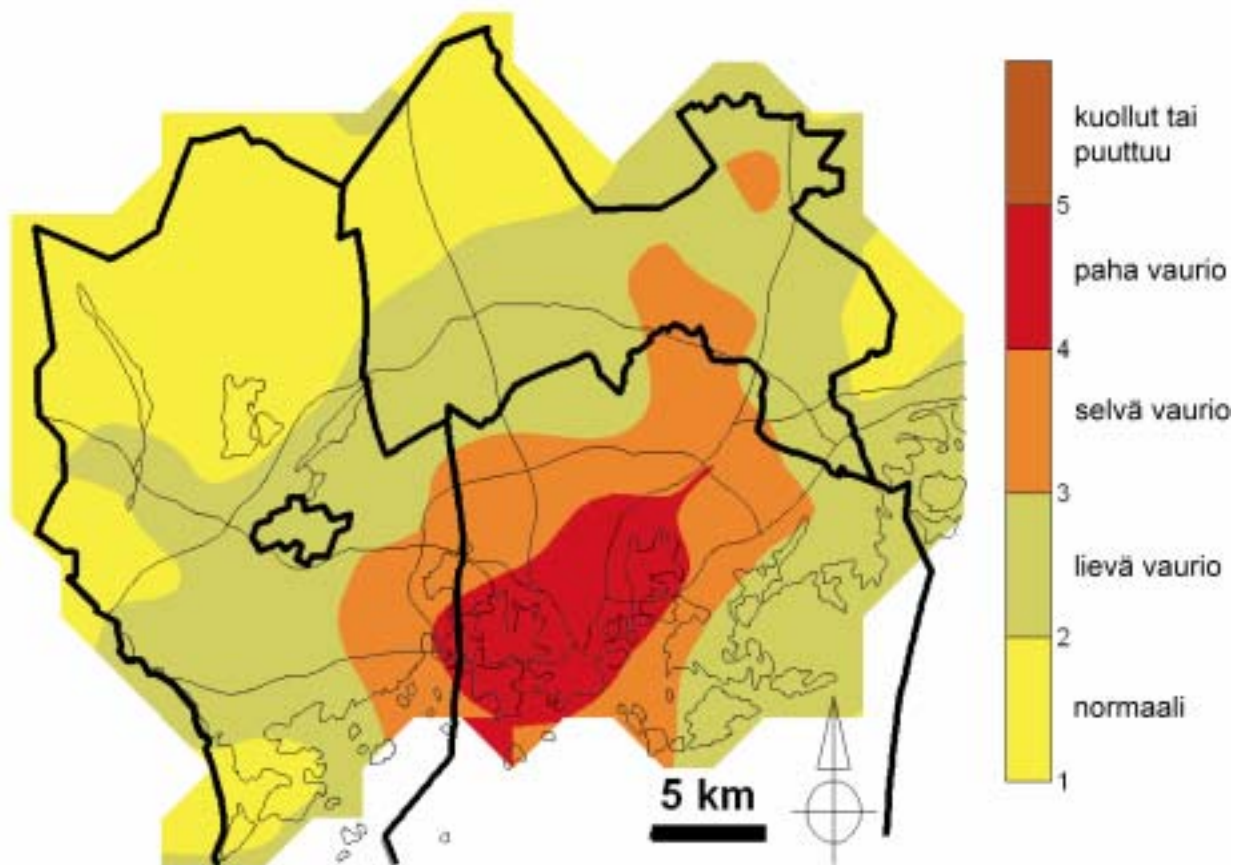 kuollut tai
puuttuu
5
paha vaurio
4
selvä vaurio
3
lievä vaurio
2
normaali
1
5 km